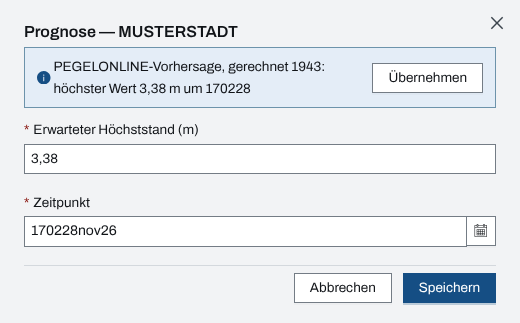 Prognose — MUSTERSTADT
PEGELONLINE-Vorhersage, gerechnet 1943:
höchster Wert 3,38 m um 170228
Übernehmen
* Erwarteter Höchststand (m)
3,38
* Zeitpunkt
170228nov26
Abbrechen
Speichern